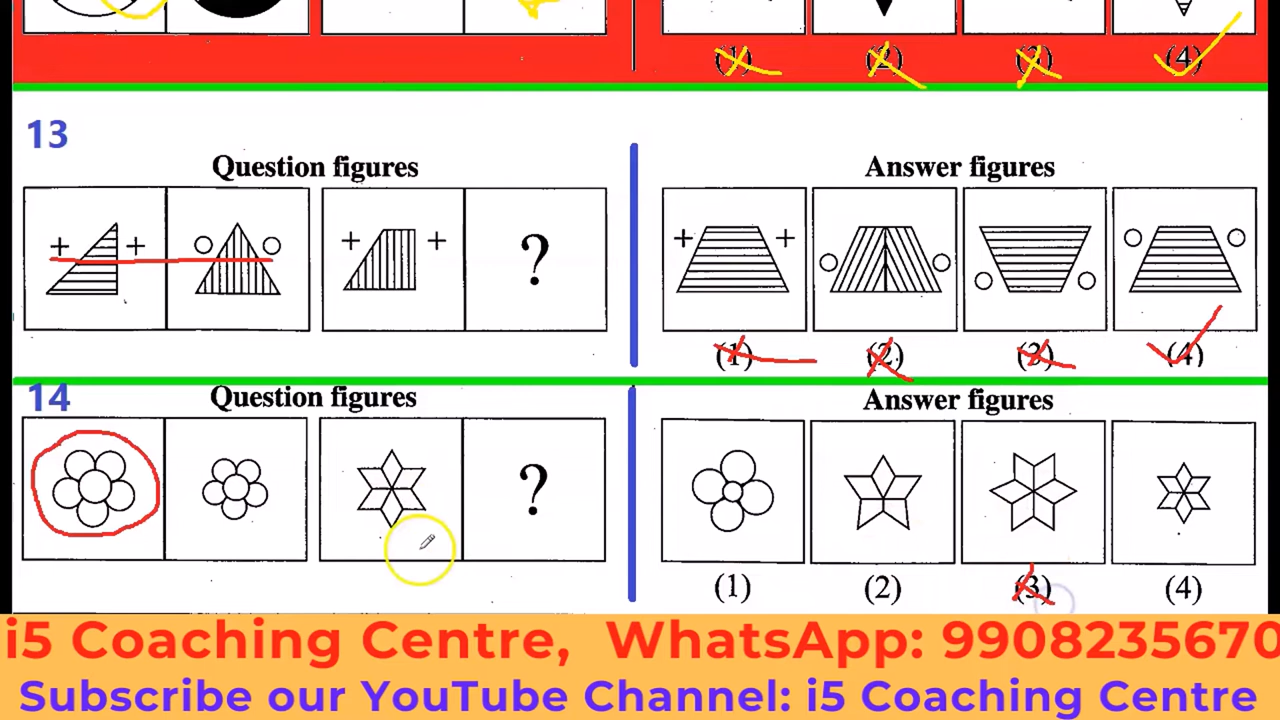 (1) (2) (3) (4)
13
Question figures
Answer figures
+ + + + ? + +
(1) (2) (3) (4)
14 Question figures
Answer figures
?
(1) (2) (3) (4)
i5 Coaching Centre, WhatsApp: 9908235670
Subscribe our YouTube Channel: i5 Coaching Centre